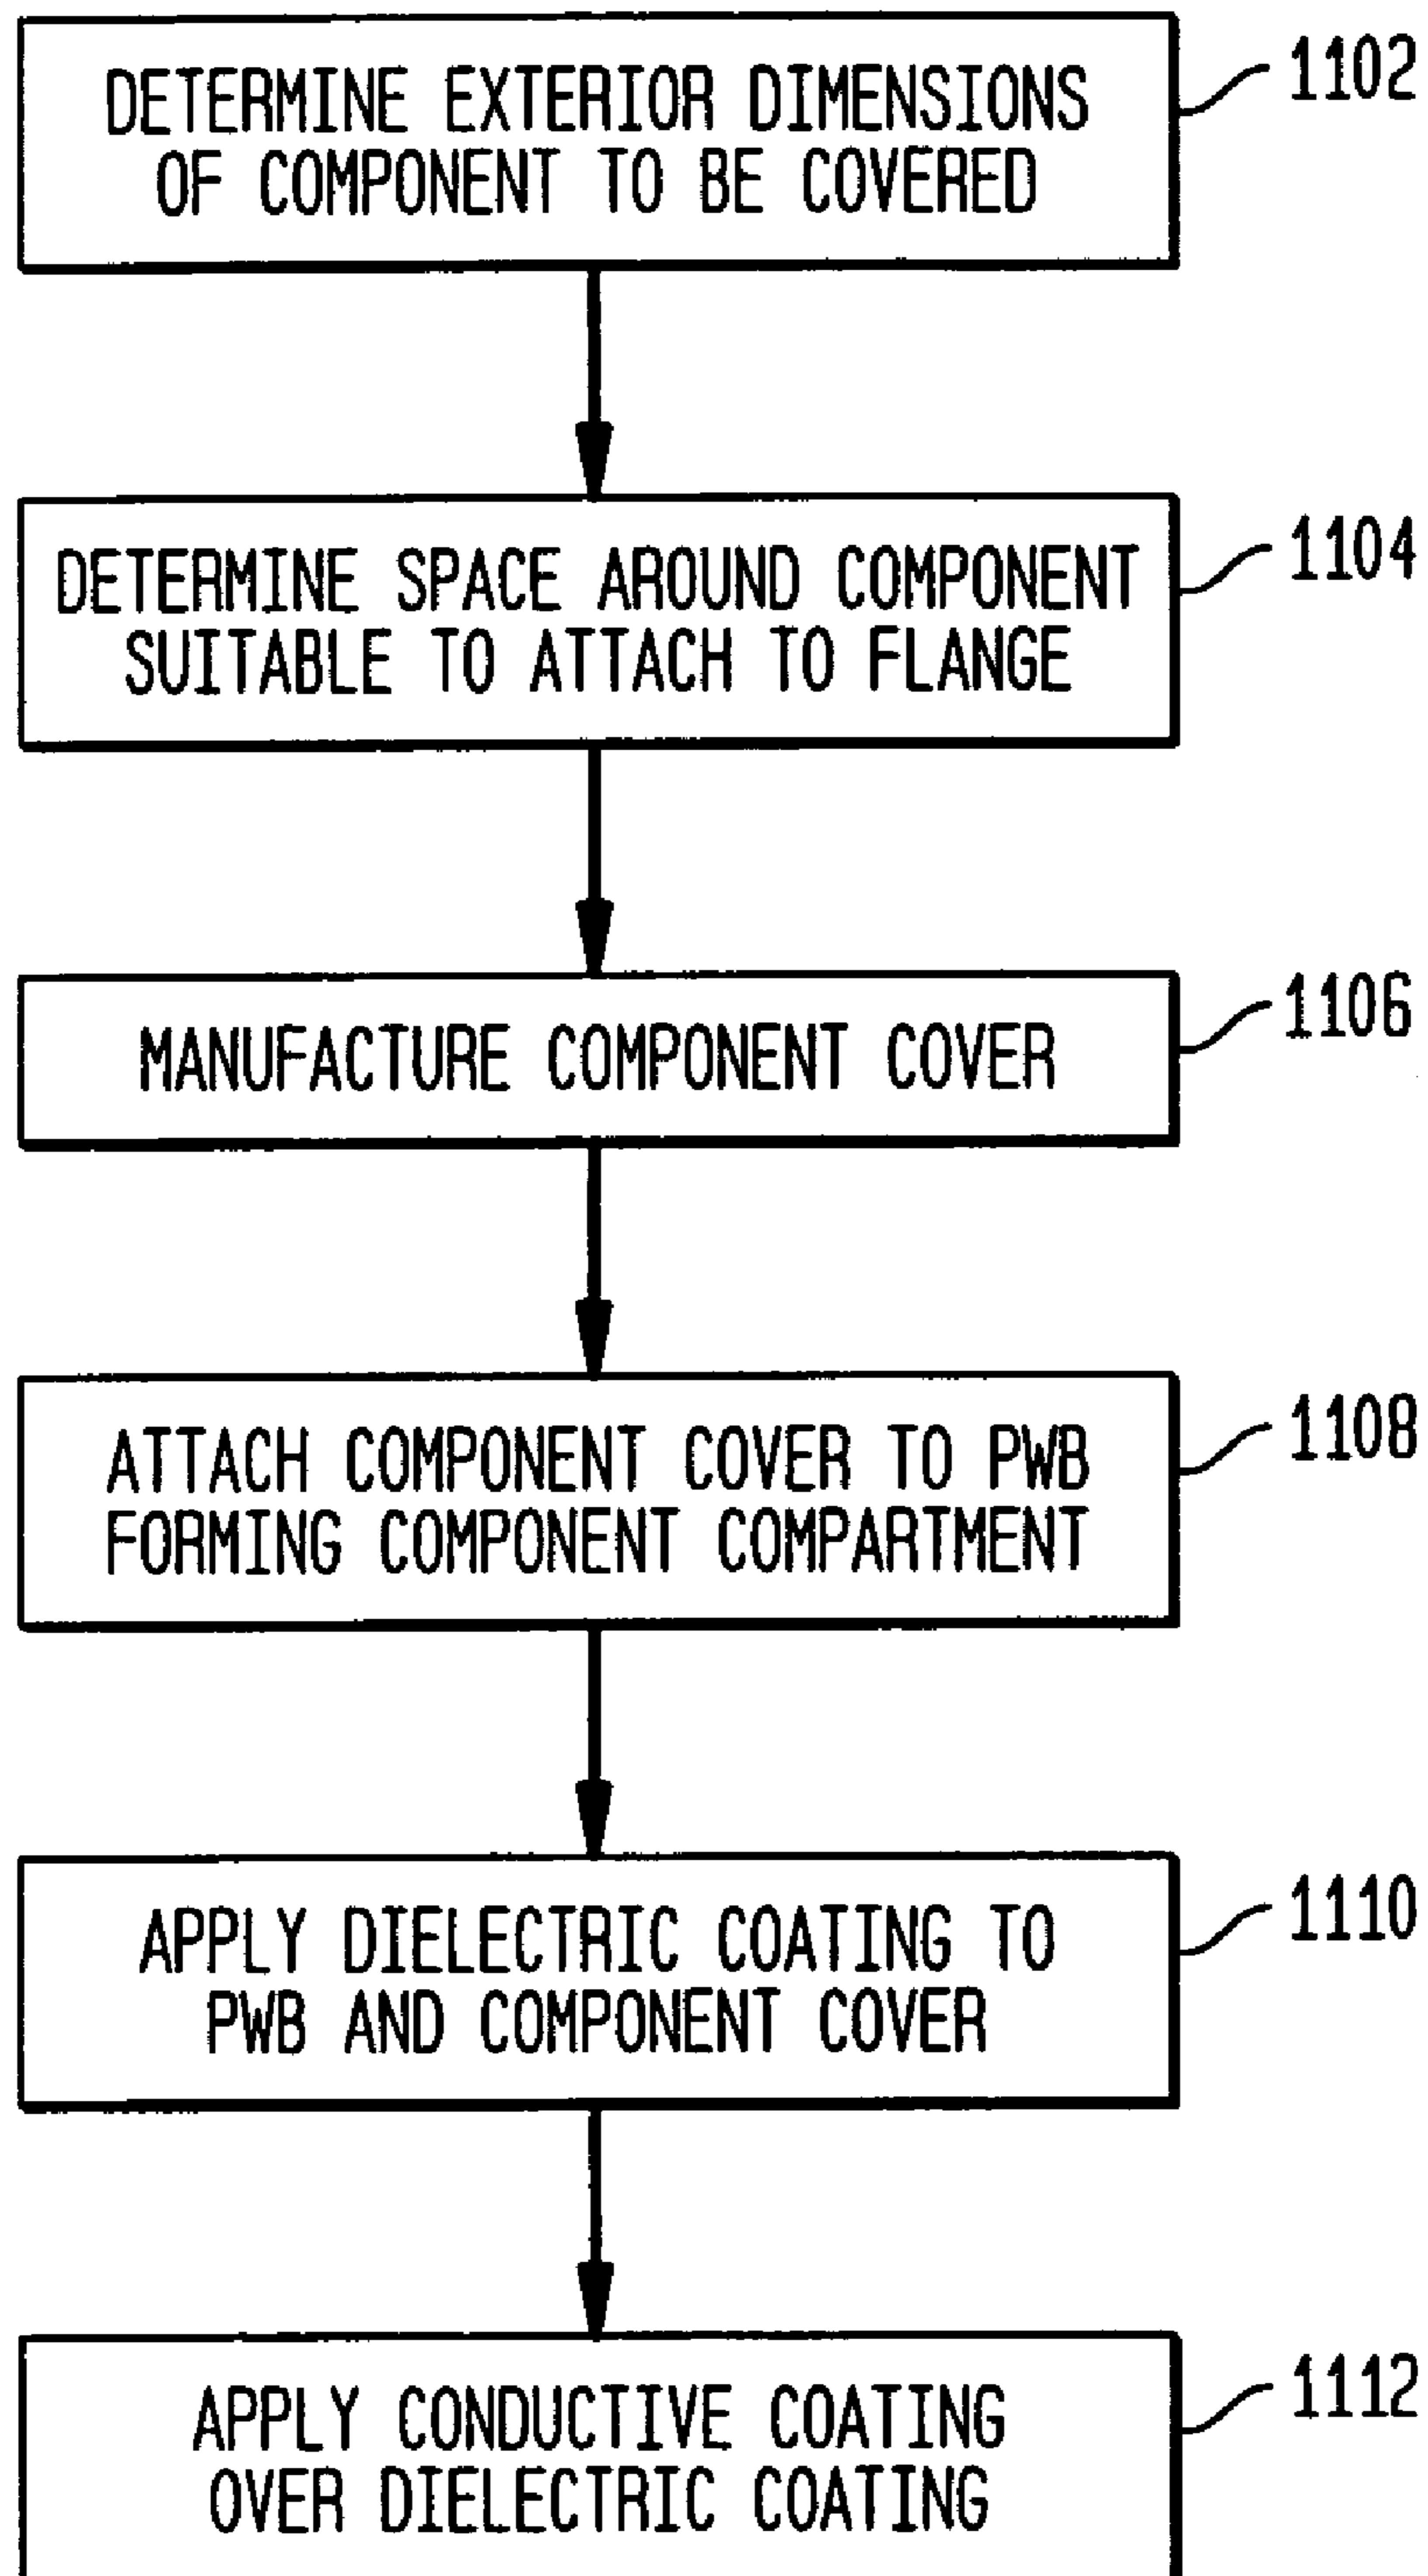 DETERMINE EXTERIOR DIMENSIONS
OF COMPONENT TO BE COVERED
1102
DETERMINE SPACE AROUND COMPONENT
SUITABLE TO ATTACH TO FLANGE
1104
MANUFACTURE COMPONENT COVER
1106
ATTACH COMPONENT COVER TO PWB
FORMING COMPONENT COMPARTMENT
1108
APPLY DIELECTRIC COATING TO
PWB AND COMPONENT COVER
1110
APPLY CONDUCTIVE COATING
OVER DIELECTRIC COATING
1112